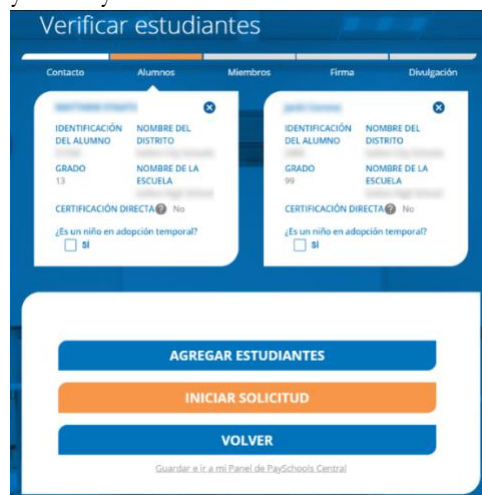 Verificar estudiantes
Contacto Alumnos Miembros Firma Divulgación
IDENTIFICACIÓN DEL ALUMNO
NOMBRE DEL DISTRITO
GRADO
13
NOMBRE DE LA ESCUELA
CERTIFICACIÓN DIRECTA ? No
¿Es un niño en adopción temporal?
SÍ
IDENTIFICACIÓN DEL ALUMNO
NOMBRE DEL DISTRITO
GRADO
99
NOMBRE DE LA ESCUELA
CERTIFICACIÓN DIRECTA ? No
¿Es un niño en adopción temporal?
SÍ
AGREGAR ESTUDIANTES
INICIAR SOLICITUD
VOLVER
Guardar e ir a mi Panel de PaySchools Central